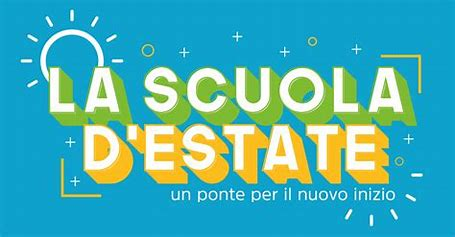 LA SCUOLA
D'ESTATE
un ponte per il nuovo inizio